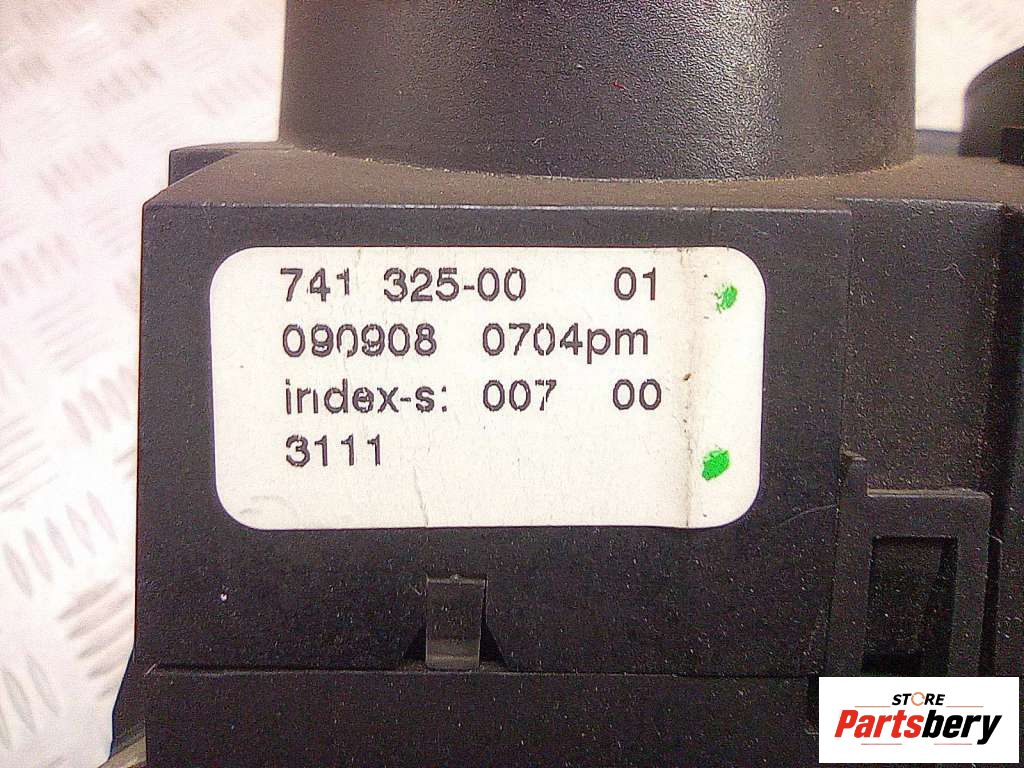 741 325-00 01
090908 0704pm
index-s: 007 00
3111
STORE
Partsbery